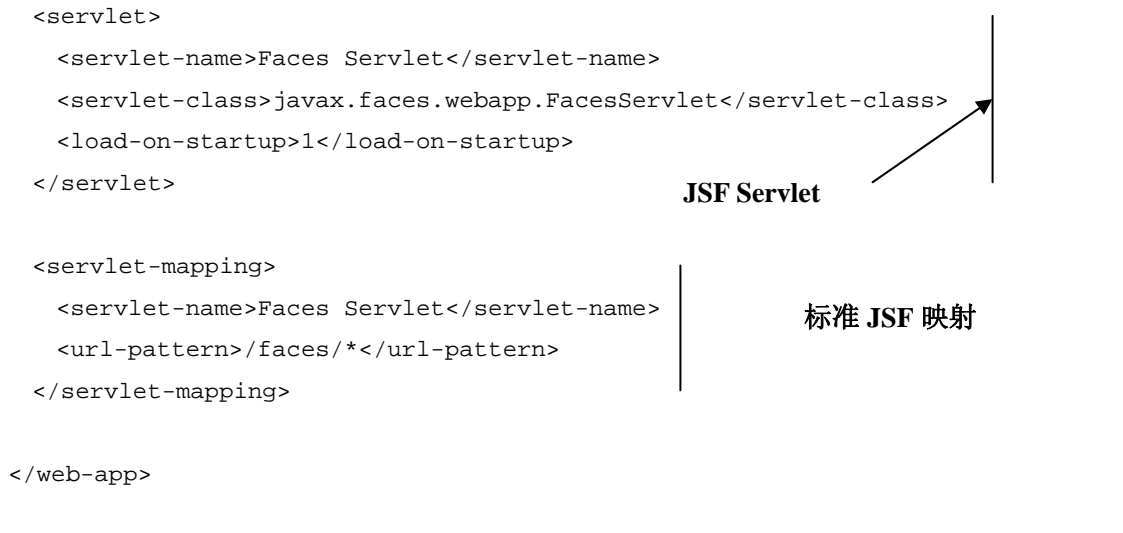 <servlet>
<servlet-name>Faces Servlet</servlet-name>
<servlet-class>javax.faces.webapp.FacesServlet</servlet-class>
<load-on-startup>1</load-on-startup>
</servlet>
JSF Servlet
<servlet-mapping>
<servlet-name>Faces Servlet</servlet-name>
标准 JSF 映射
<url-pattern>/faces/*</url-pattern>
</servlet-mapping>
</web-app>